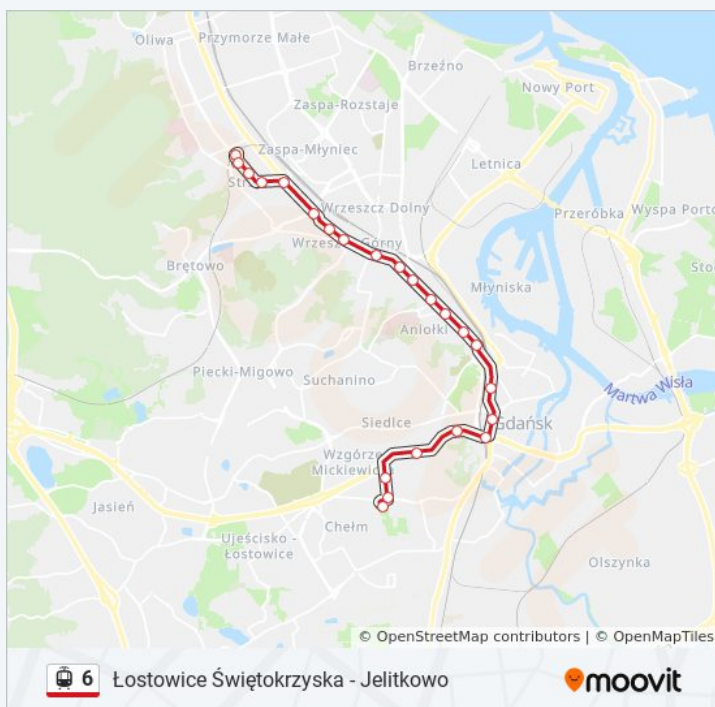 Oliwa
Przymorze Małe
Brzeźno
Nowy Port
Zaspa-Rozstaje
Zaspa-Młyniec
Letnica
Wrzeszcz Dolny
Przeróbka
Wyspa Porto
Wrzeszcz Górny
Brętowo
Młyniska
Aniołki
Piecki-Migowo
Suchanino
Martwa Wisła
Siedlce
Gdańsk
Wzgórze
Mickiewicza
Jasień
Chełm
Ujeścisko -
Łostowice
Olszynka
© OpenStreetMap contributors | © OpenMapTiles
6 Łostowice Świętokrzyska - Jelitkowo
moovit